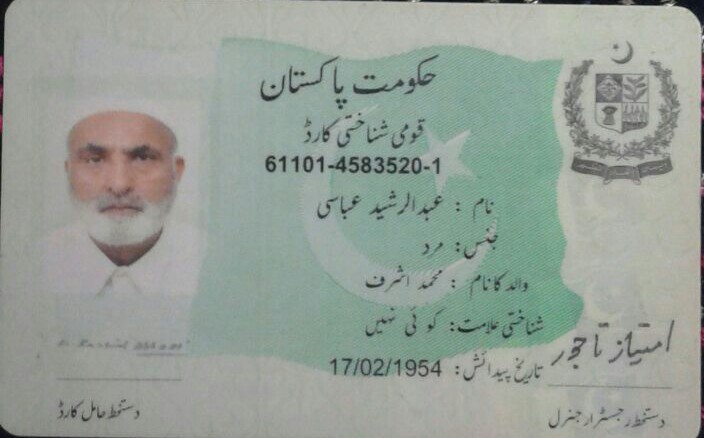 حکومت پاکستان
قومی شناختی کارڈ
61101-4583520-1
نام : عبدالرشید عباسی
جنس: مرد
والد کا نام : محمد اشرف
شناختی علامت: کوئی نہیں
تاریخ پیدائش: 17/02/1954
امتیاز تاجور
دستخط رجسٹرار جنرل
دستخط حامل کارڈ